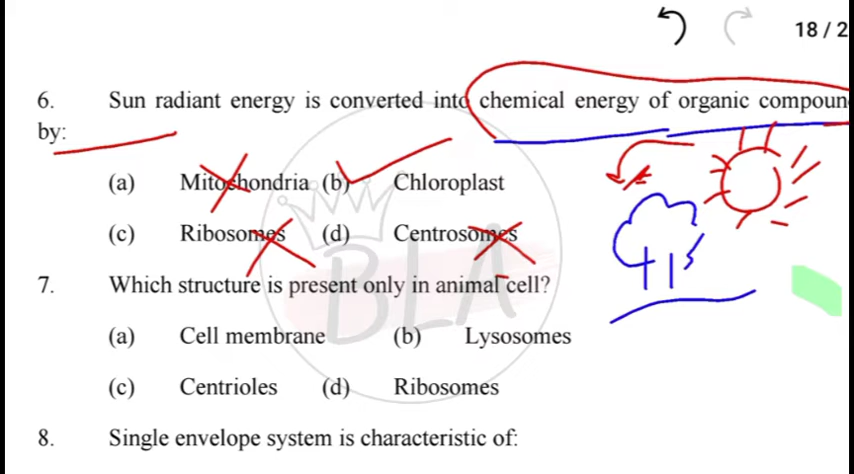 18 / 2
6. Sun radiant energy is converted into chemical energy of organic compoun
by:
(a) Mitochondria (b) Chloroplast
(c) Ribosomes (d) Centrosomes
7. Which structure is present only in animal cell?
(a) Cell membrane (b) Lysosomes
(c) Centrioles (d) Ribosomes
8. Single envelope system is characteristic of:
BLA